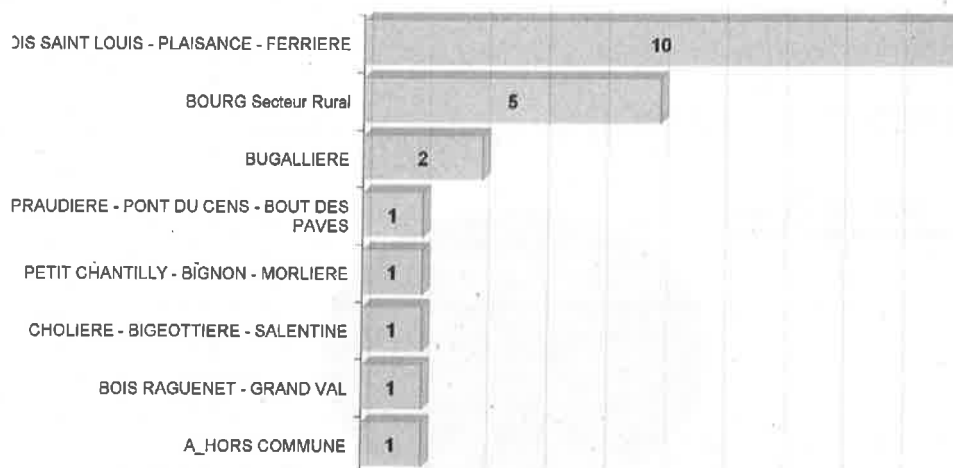 SAINT LOUIS - PLAISANCE - FERRIERE
10
BOURG Secteur Rural
5
BUGALLIERE
2
PRAUDIERE - PONT DU CENS - BOUT DES
PAVES
1
PETIT CHANTILLY - BIGNON - MORLIERE
1
CHOLIERE - BIGEOTTIERE - SALENTINE
1
BOIS RAGUENET - GRAND VAL
1
A_HORS COMMUNE
1